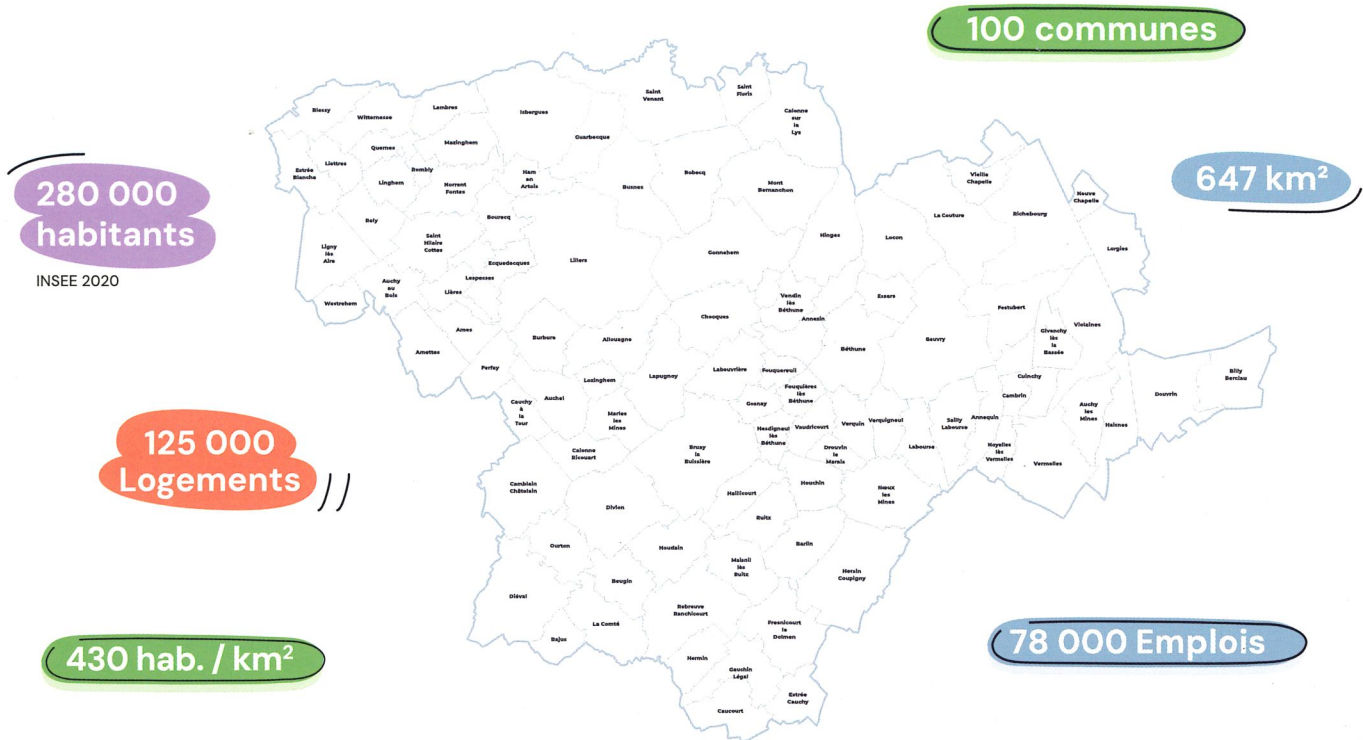 100 communes
280 000
habitants
INSEE 2020
647 km²
125 000
Logements
430 hab. / km²
78 000 Emplois
Blessy
Witternesse
Lambres
Isbergues
Saint
Venant
Saint
Floris
Calonne
sur
la
Lys
Guarbecque
Quernes
Mazinghem
Liettres
Estrée
Blanche
Rombly
Linghem
Norrent
Fontes
Ham
en
Artois
Busnes
Robecq
Mont
Bernanchon
Vieille
Chapelle
Neuve
Chapelle
La Couture
Richebourg
Rely
Bourecq
Saint
Hilaire
Cottes
Ligny
lès
Aire
Hinges
Locon
Lorgies
Gonnehem
Lillers
Ecquedecques
Lespesses
Lières
Auchy
au
Bois
Westrehem
Vendin
lès
Béthune
Essars
Festubert
Chocques
Annezin
Violaines
Givenchy
lès
la
Bassée
Ames
Amettes
Burbure
Allouagne
Béthune
Beuvry
Ferfay
Lozinghem
Lapugnoy
Labeuvrière
Fouquereuil
Fouquières
lès
Béthune
Cuinchy
Cambrin
Billy
Berclau
Douvrin
Auchel
Cauchy
à
la
Tour
Marles
les
Mines
Gosnay
Hesdigneul
lès
Béthune
Vaudricourt
Verquin
Verquigneul
Sailly
Labourse
Annequin
Auchy
les
Mines
Haisnes
Calonne
Ricouart
Bruay
la
Buissière
Drouvin
le
Marais
Labourse
Noyelles
lès
Vermelles
Vermelles
Camblain
Châtelain
Haillicourt
Houchin
Nœux
les
Mines
Divion
Ruitz
Ourton
Houdain
Barlin
Maisnil
lès
Ruitz
Hersin
Coupigny
Beugin
Diéval
Rebreuve
Ranchicourt
La Comté
Fresnicourt
le
Dolmen
Bajus
Hermin
Gauchin
Légal
Estrée
Cauchy
Caucourt